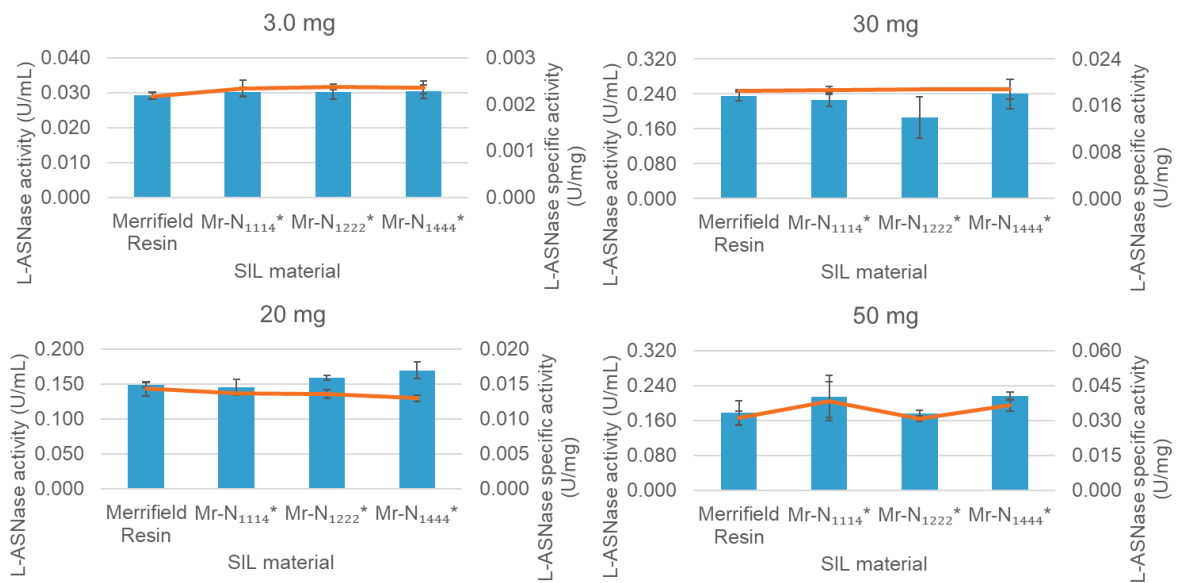 3.0 mg
L-ASNase activity (U/mL)
0.040
0.030
0.020
0.010
0.000
0.003
0.002
0.002
0.001
0.000
L-ASNase specific activity
(U/mg)
Merrifield
Resin
Mr-N₁₁₁₄*
Mr-N₁₂₂₂*
Mr-N₁₄₄₄*
SIL material
30 mg
L-ASNase activity (U/mL)
0.320
0.240
0.160
0.080
0.000
0.024
0.018
0.012
0.006
0.000
L-ASNase specific activity
(U/mg)
Merrifield
Resin
Mr-N₁₁₁₄*
Mr-N₁₂₂₂*
Mr-N₁₄₄₄*
SIL material
20 mg
L-ASNase activity (U/mL)
0.200
0.150
0.100
0.050
0.000
0.020
0.015
0.010
0.005
0.000
L-ASNase specific activity
(U/mg)
Merrifield
Resin
Mr-N₁₁₁₄*
Mr-N₁₂₂₂*
Mr-N₁₄₄₄*
SIL material
50 mg
L-ASNase activity (U/mL)
0.320
0.240
0.160
0.080
0.000
0.060
0.045
0.030
0.015
0.000
L-ASNase specific activity
(U/mg)
Merrifield
Resin
Mr-N₁₁₁₄*
Mr-N₁₂₂₂*
Mr-N₁₄₄₄*
SIL material